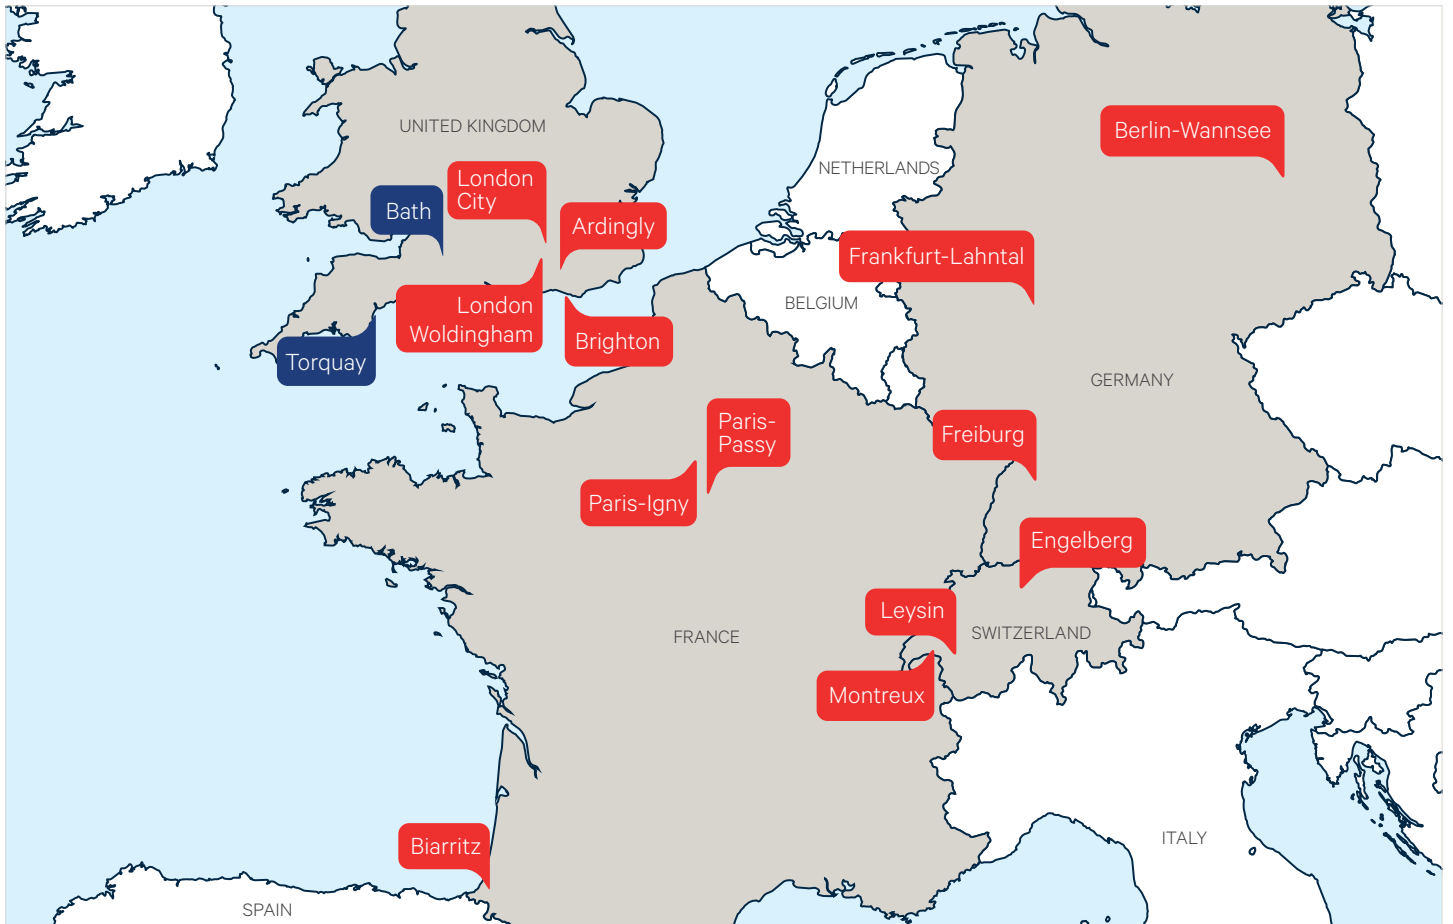 UNITED KINGDOM
Berlin-Wannsee
NETHERLANDS
London
City
Bath
Ardingly
Frankfurt-Lahntal
BELGIUM
London
Woldingham
Brighton
Torquay
GERMANY
Paris-
Passy
Freiburg
Paris-Igny
Engelberg
Leysin
SWITZERLAND
FRANCE
Montreux
ITALY
Biarritz
SPAIN